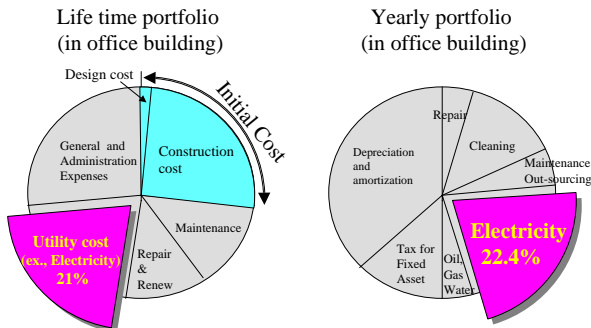 Life time portfolio
(in office building)
Design cost
Initial Cost
General and
Administration
Expenses
Construction
cost
Maintenance
Utility cost
(ex., Electricity)
21%
Repair
&
Renew
Yearly portfolio
(in office building)
Repair
Cleaning
Depreciation
and
amortization
Maintenance
Out-sourcing
Electricity
22.4%
Tax for
Fixed
Asset
Oil,
Gas
Water